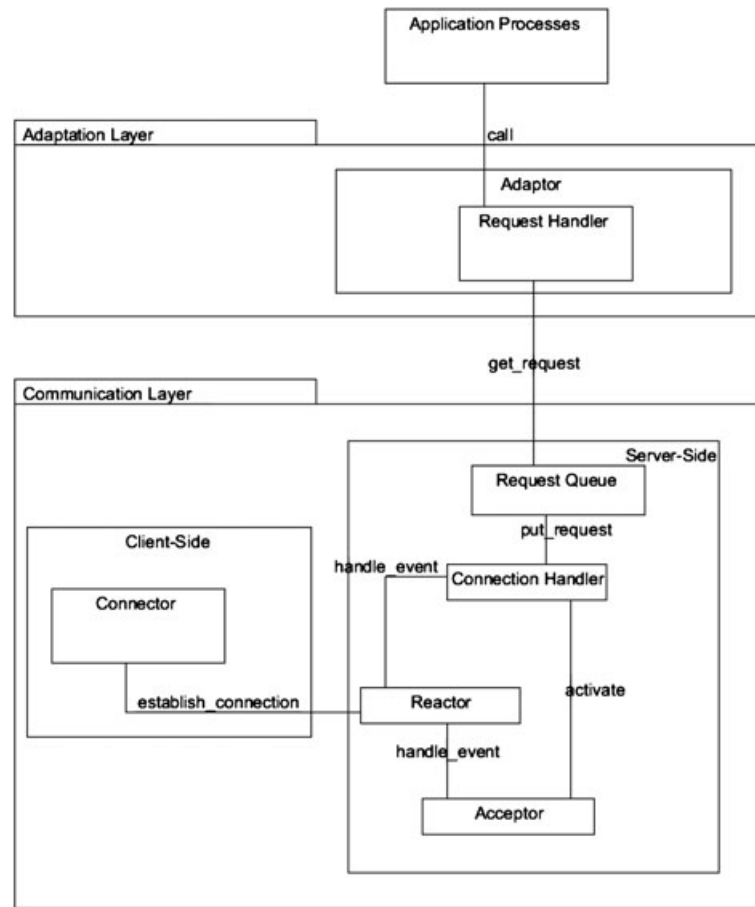 Application Processes
call
Adaptation Layer
Adaptor
Request Handler
get_request
Communication Layer
Server-Side
Request Queue
put_request
Client-Side
handle_event
Connection Handler
Connector
activate
establish_connection
Reactor
handle_event
Acceptor